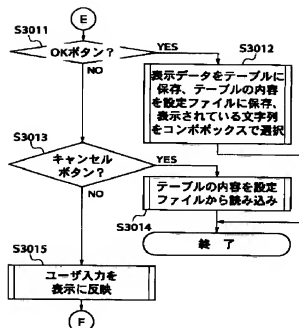 E
S3011
OKボタン?
YES
S3012
NO
表示データをテーブルに
保存、テーブルの内容
を設定ファイルに保存、
表示されている文字列
をコンボボックスで選択
S3013
キャンセル
ボタン?
YES
NO
テーブルの内容を設定
ファイルから読み込み
S3014
終 了
S3015
ユーザ入力を
表示に反映
F